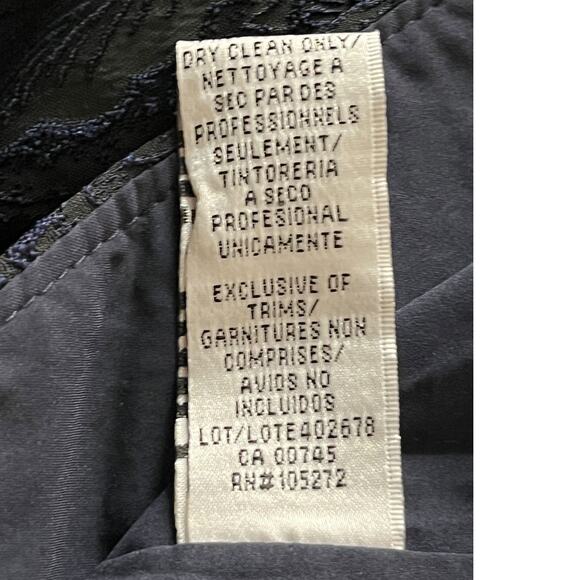 DRY CLEAN ONLY/
NETTOYAGE A
SEC PAR DES
PROFESSIONNELS
SEULEMENT/
TINTORERIA
A SECO
PROFESIONAL
UNICAMENTE
EXCLUSIVE OF
TRIMS/
GARNITURES NON
COMPRISES/
AVIOS NO
INCLUIDOS
LOT/LOTE402678
CA 00745
RN#105272